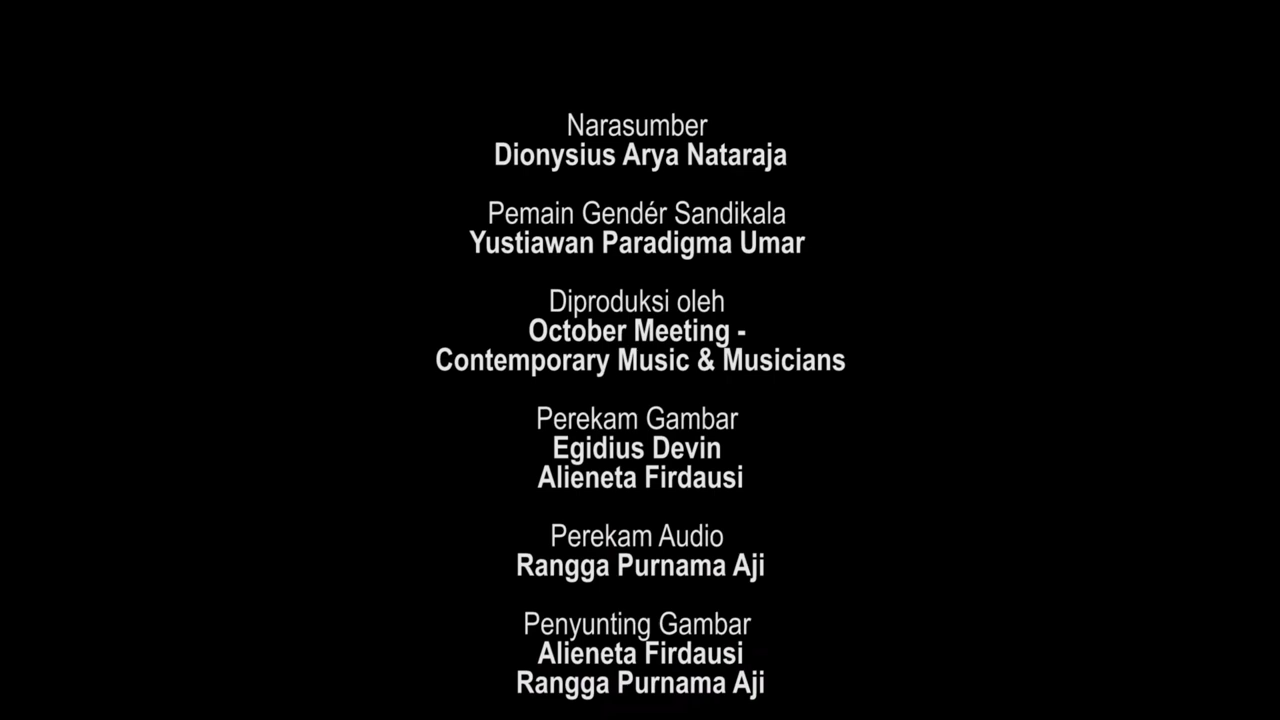 Narasumber
Dionysius Arya Nataraja
Pemain Gendér Sandikala
Yustiawan Paradigma Umar
Diproduksi oleh
October Meeting -
Contemporary Music & Musicians
Perekam Gambar
Egidius Devin
Alieneta Firdausi
Perekam Audio
Rangga Purnama Aji
Penyunting Gambar
Alieneta Firdausi
Rangga Purnama Aji